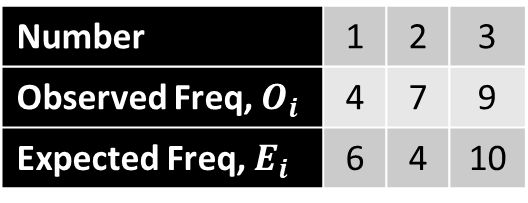 Number 1 2 3
Observed Freq, Oᵢ 4 7 9
Expected Freq, Eᵢ 6 4 10